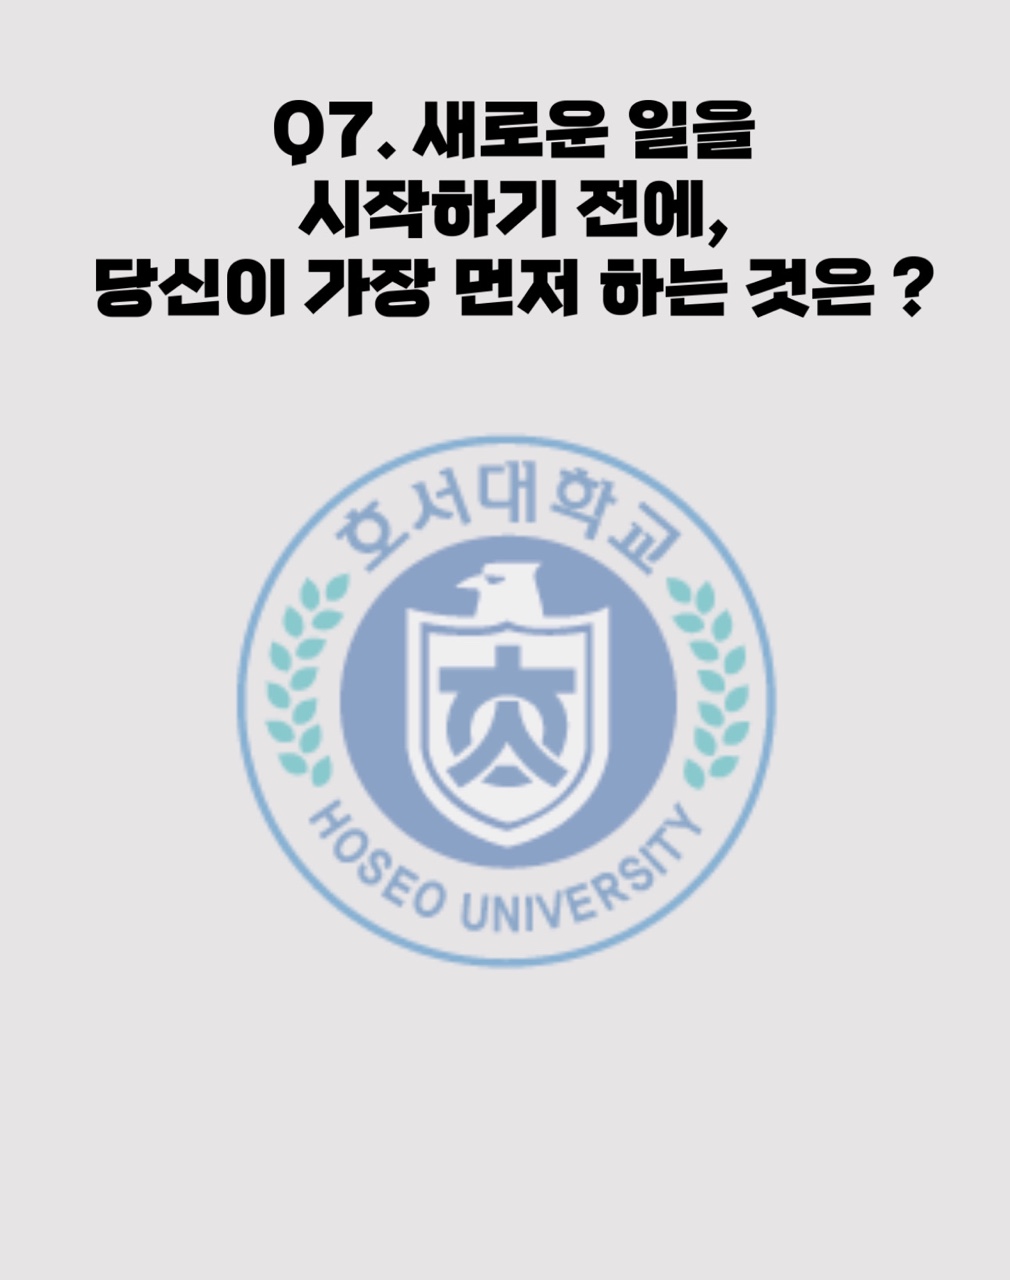 Q7. 새로운 일을
시작하기 전에,
당신이 가장 먼저 하는 것은 ?
호서대학교
HOSEO UNIVERSITY